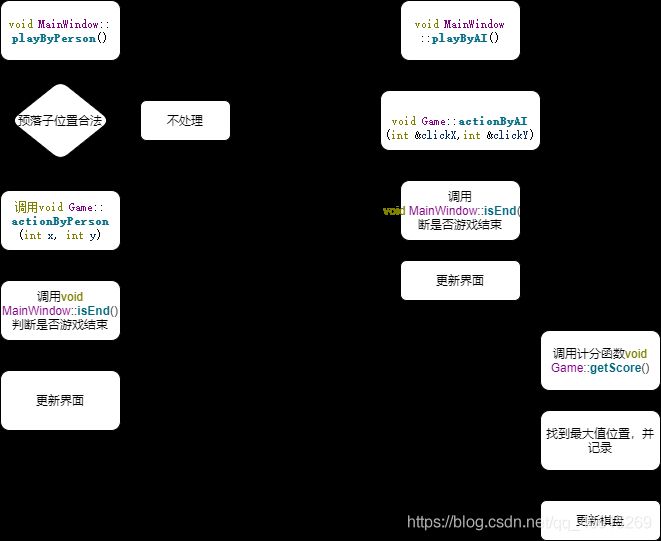 void MainWindow::
playByPerson()
void MainWindow
::playByAI()
预落子位置合法
不处理
void Game::actionByAI
(int &clickX,int &clickY)
调用void Game::
actionByPerson
(int x, int y)
调用
void MainWindow::isEnd(
断是否游戏结束
更新界面
调用void
MainWindow::isEnd()
判断是否游戏结束
更新界面
调用计分函数void
Game::getScore()
找到最大值位置，并
记录
更新棋盘
https://blog.csdn.net/qq_
269